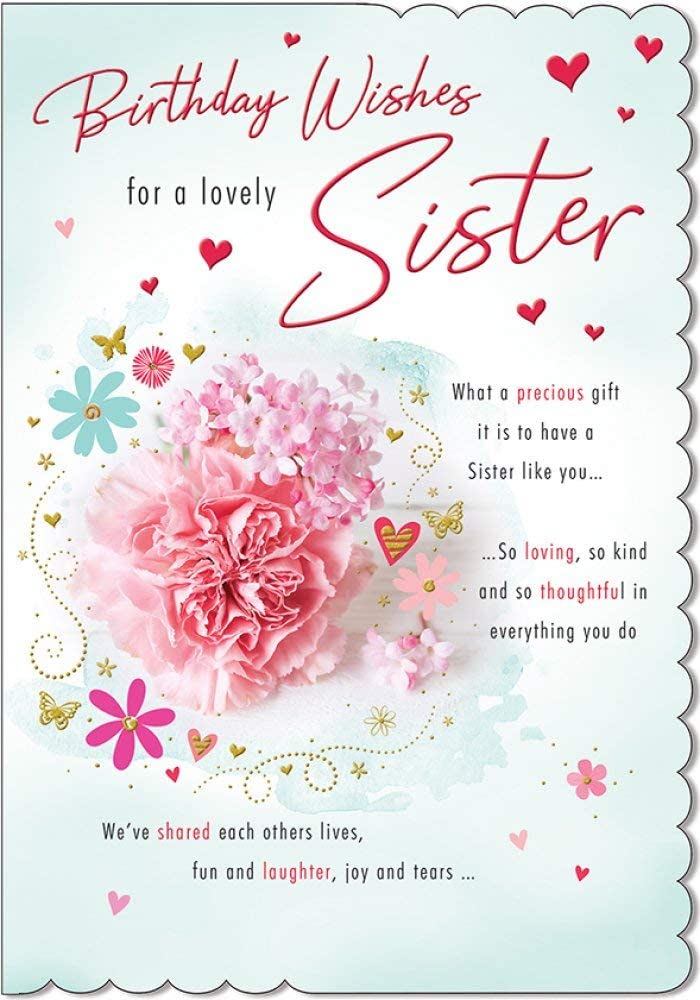 Birthday Wishes
for a lovely
Sister
What a precious gift
it is to have a
Sister like you...
...So loving, so kind
and so thoughtful in
everything you do
We've shared each others lives,
fun and laughter, joy and tears ...